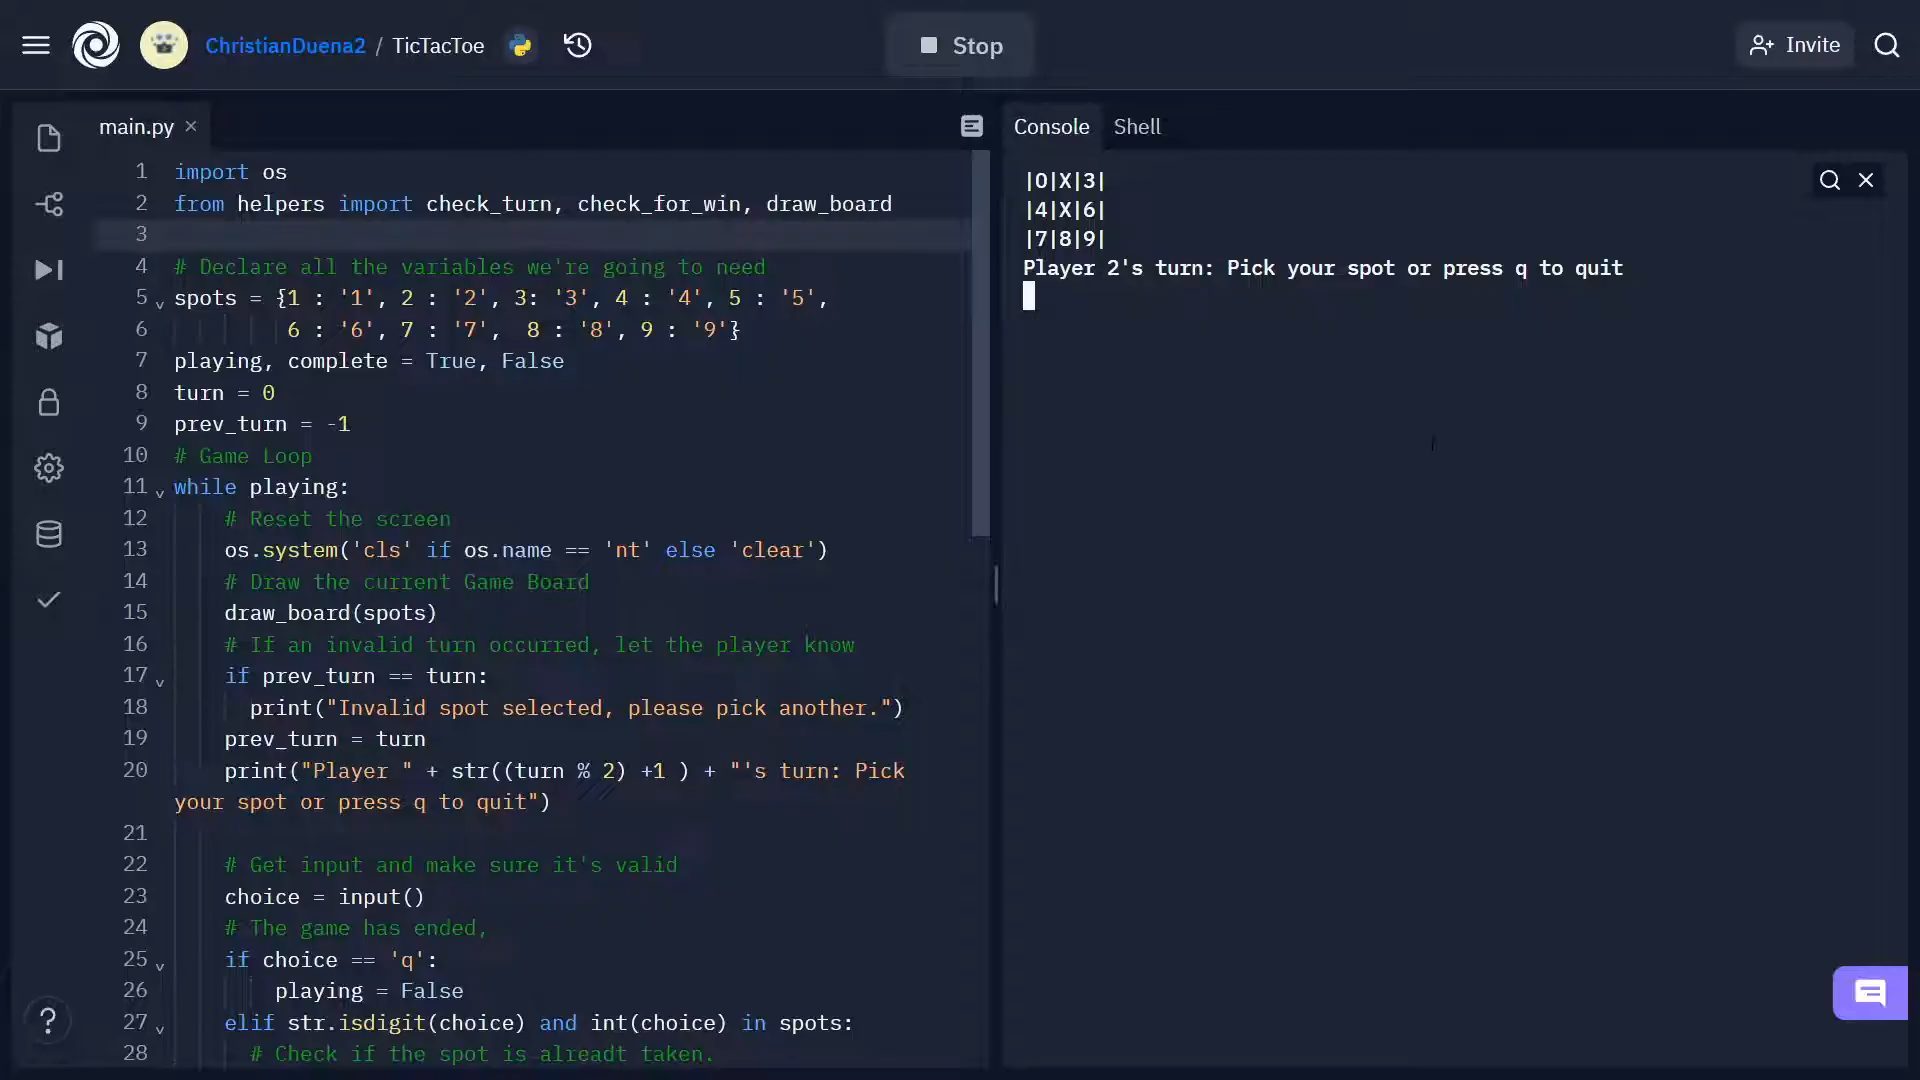 ChristianDuena2 / TicTacToe
Stop
Invite
main.py
Console
Shell
1 import os
2 from helpers import check_turn, check_for_win, draw_board
3
4 # Declare all the variables we're going to need
5 spots = {1 : '1', 2 : '2', 3: '3', 4 : '4', 5 : '5',
6 6 : '6', 7 : '7',  8 : '8', 9 : '9'}
7 playing, complete = True, False
8 turn = 0
9 prev_turn = -1
10 # Game Loop
11 while playing:
12 # Reset the screen
13 os.system('cls' if os.name == 'nt' else 'clear')
14 # Draw the current Game Board
15 draw_board(spots)
16 # If an invalid turn occurred, let the player know
17 if prev_turn == turn:
18 print("Invalid spot selected, please pick another.")
19 prev_turn = turn
20 print("Player " + str((turn % 2) +1 ) + "'s turn: Pick
your spot or press q to quit")
21
22 # Get input and make sure it's valid
23 choice = input()
24 # The game has ended,
25 if choice == 'q':
26 playing = False
27 elif str.isdigit(choice) and int(choice) in spots:
28 # Check if the spot is alreadt taken.
|O|X|3|
|4|X|6|
|7|8|9|
Player 2's turn: Pick your spot or press q to quit